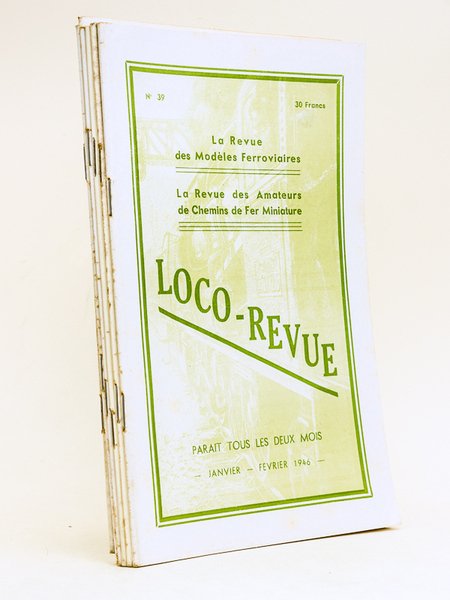 N° 39
30 Francs
La Revue
des Modèles Ferroviaires
La Revue des Amateurs
de Chemins de Fer Miniature
LOCO-REVUE
PARAIT TOUS LES DEUX MOIS
— JANVIER — FEVRIER 1946 —